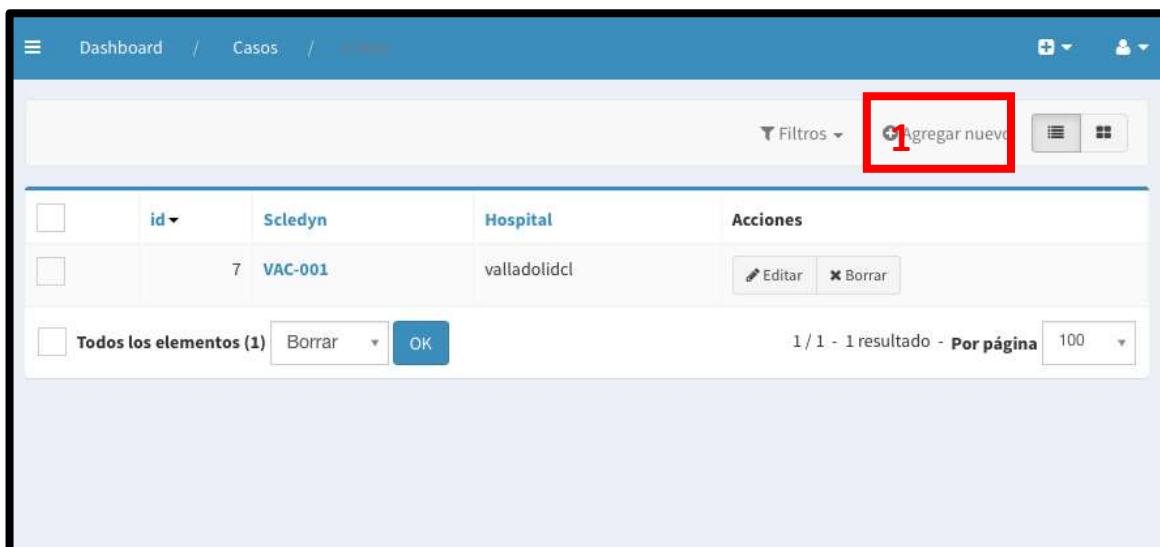 Dashboard / Casos /
Filtros 1 Agregar nuevo
id Scledyn Hospital Acciones
7 VAC-001 valladolidcl Editar Borrar
Todos los elementos (1) Borrar OK 1 / 1 - 1 resultado - Por página 100